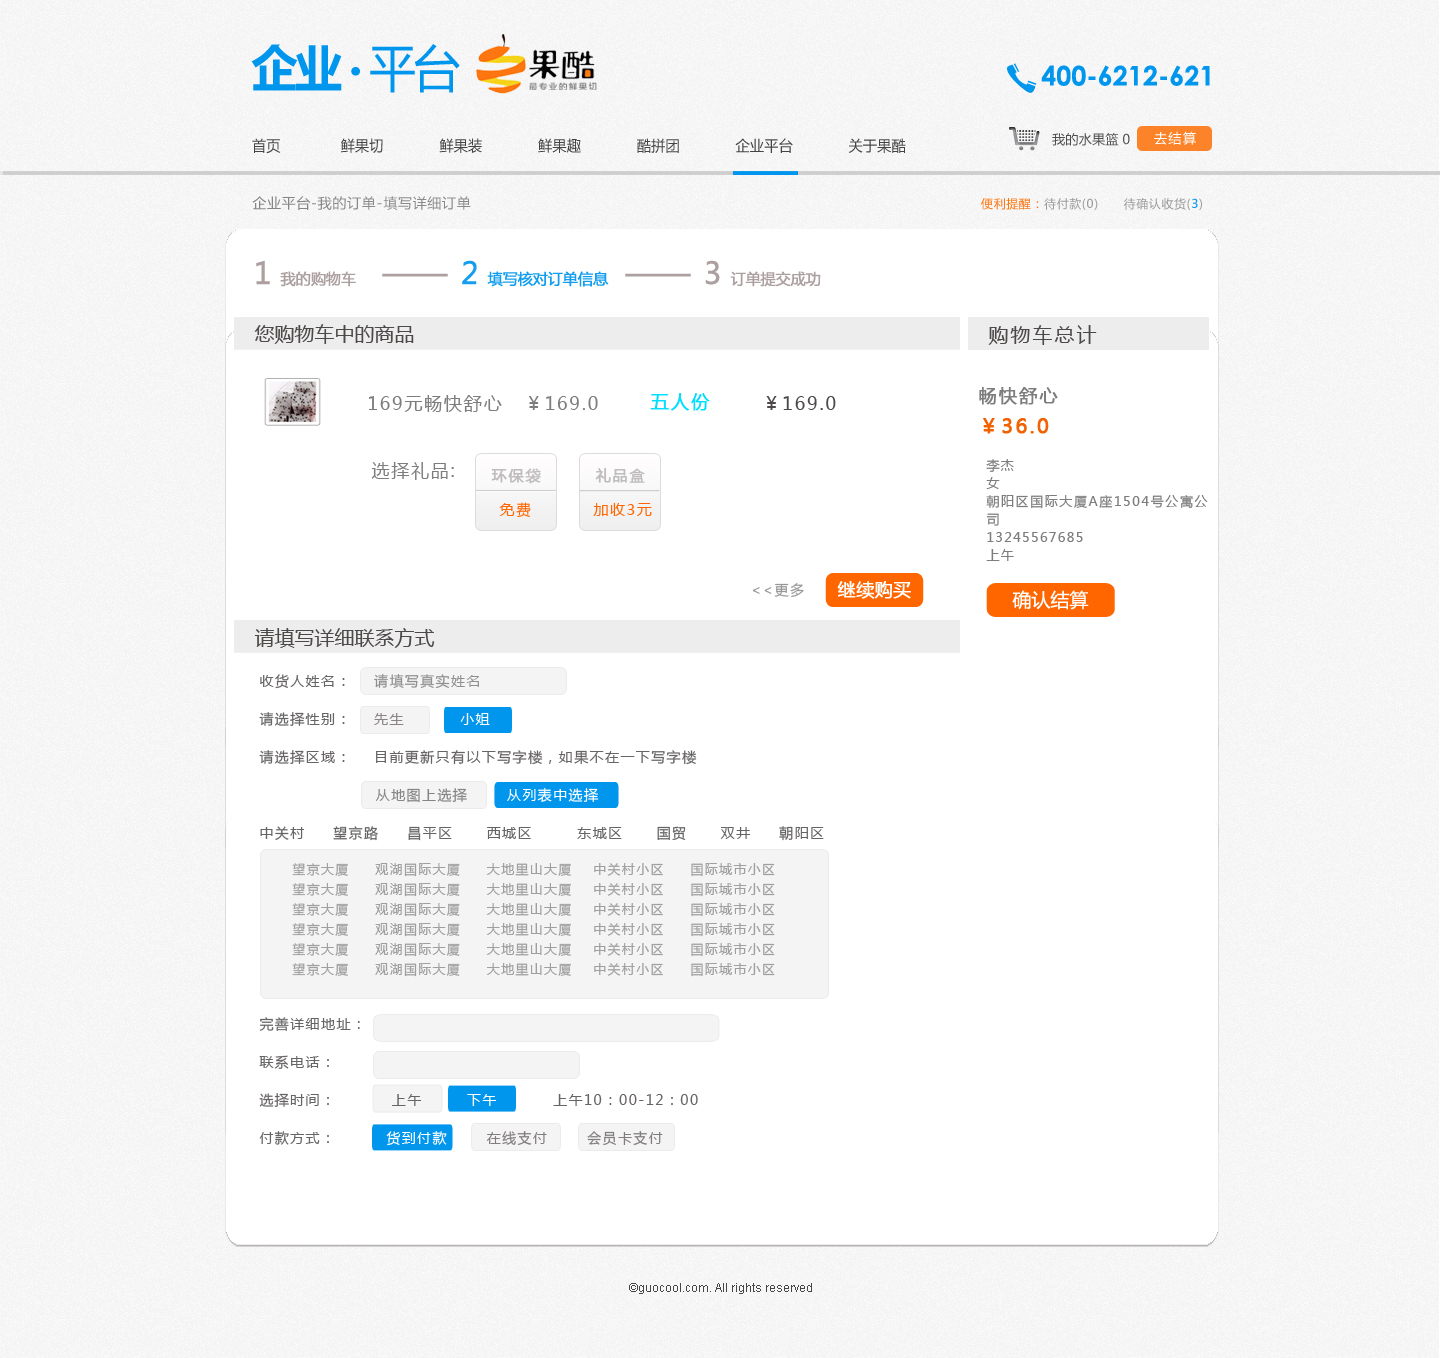 企业·平台 果酷
最专业的鲜果切
400-6212-621
首页 鲜果切 鲜果装 鲜果趣 酷拼团 企业平台 关于果酷
我的水果篮 0 去结算
企业平台-我的订单-填写详细订单
便利提醒：待付款(0) 待确认收货(3)
1 我的购物车 2 填写核对订单信息 3 订单提交成功
您购物车中的商品
购物车总计
169元畅快舒心 ¥169.0 五人份 ¥169.0
畅快舒心
¥36.0
选择礼品:
环保袋 礼品盒
免费 加收3元
李杰
女
朝阳区国际大厦A座1504号公寓公
司
13245567685
上午
<<更多 继续购买
确认结算
请填写详细联系方式
收货人姓名： 请填写真实姓名
请选择性别： 先生 小姐
请选择区域： 目前更新只有以下写字楼，如果不在一下写字楼
从地图上选择 从列表中选择
中关村 望京路 昌平区 西城区 东城区 国贸 双井 朝阳区
望京大厦 观湖国际大厦 大地里山大厦 中关村小区 国际城市小区
望京大厦 观湖国际大厦 大地里山大厦 中关村小区 国际城市小区
望京大厦 观湖国际大厦 大地里山大厦 中关村小区 国际城市小区
望京大厦 观湖国际大厦 大地里山大厦 中关村小区 国际城市小区
望京大厦 观湖国际大厦 大地里山大厦 中关村小区 国际城市小区
望京大厦 观湖国际大厦 大地里山大厦 中关村小区 国际城市小区
完善详细地址：
联系电话：
选择时间： 上午 下午 上午10：00-12：00
付款方式： 货到付款 在线支付 会员卡支付
©guocool.com. All rights reserved